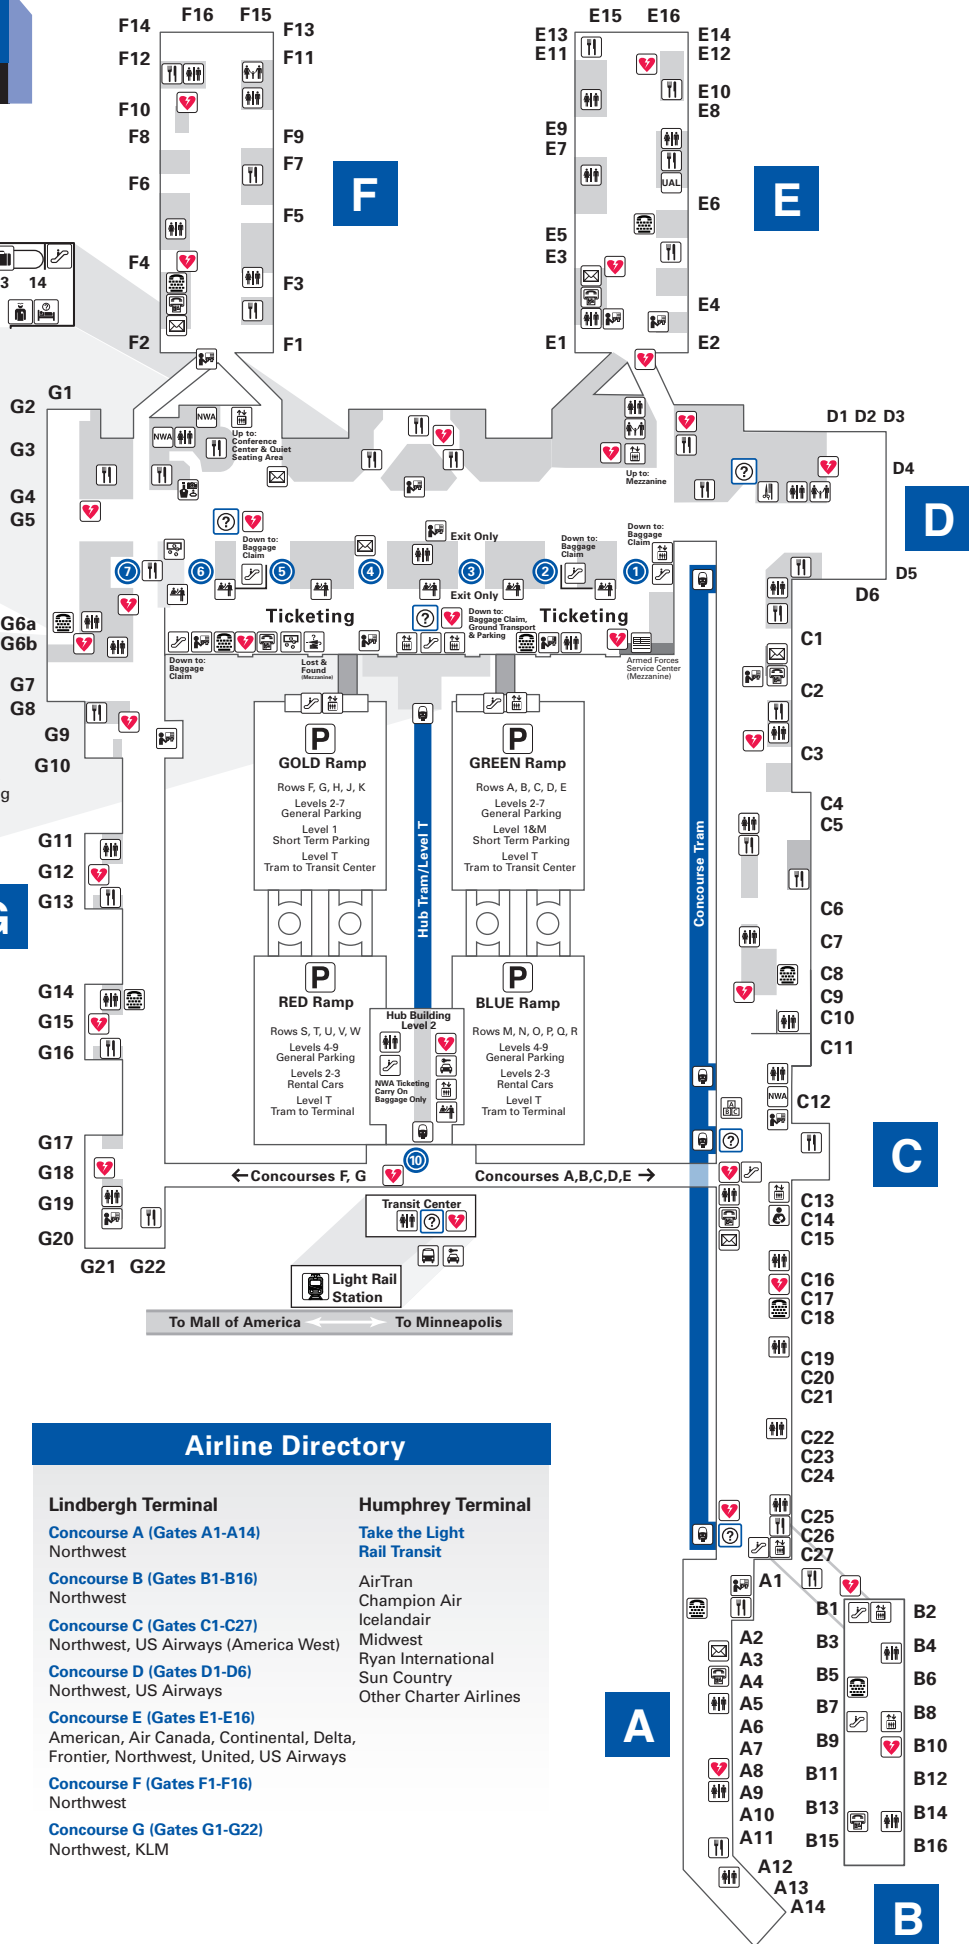 F14
F16
F15
F13
F12
F11
F10
F8
F9
F7
F6
F5
F4
F3
F2
F1
F
E15
E16
E13
E14
E11
E12
E10
E8
E9
E7
E6
E5
E3
E4
E1
E2
E
UAL
3 14
G1
G2
G3
G4
G5
G6a
G6b
G7
G8
G9
G10
g
G11
G12
G13
G
G14
G15
G16
G17
G18
G19
G20
G21 G22
NWA
NWA
Up to:
Conference
Center & Quiet
Seating Area
Up to:
Mezzanine
D1 D2 D3
D4
D
D5
D6
Exit Only
Down to:
Baggage
Claim
Down to:
Baggage
Claim
Down to:
Baggage
Claim
7
6
5
4
3
2
1
Exit Only
Ticketing
Down to:
Baggage Claim,
Ground Transport
& Parking
Ticketing
Down to:
Baggage
Claim
Lost &
Found
(Mezzanine)
Armed Forces
Service Center
(Mezzanine)
P
GOLD Ramp
Rows F, G, H, J, K
Levels 2-7
General Parking
Level 1
Short Term Parking
Level T
Tram to Transit Center
P
GREEN Ramp
Rows A, B, C, D, E
Levels 2-7
General Parking
Level 1&M
Short Term Parking
Level T
Tram to Transit Center
Hub Tram/Level T
Concourse Tram
P
RED Ramp
Rows S, T, U, V, W
Levels 4-9
General Parking
Levels 2-3
Rental Cars
Level T
Tram to Terminal
Hub Building
Level 2
NWA Ticketing
Carry On
Baggage Only
P
BLUE Ramp
Rows M, N, O, P, Q, R
Levels 4-9
General Parking
Levels 2-3
Rental Cars
Level T
Tram to Terminal
10
Concourses F, G
Concourses A,B,C,D,E
Transit Center
Light Rail
Station
To Mall of America
To Minneapolis
C1
C2
C3
C4
C5
C6
C7
C8
C9
C10
C11
A
B C
NWA
C12
C
C13
C14
C15
C16
C17
C18
C19
C20
C21
C22
C23
C24
C25
C26
C27
A1
A2
A3
A4
A5
A6
A7
A8
A9
A10
A11
A12
A13
A14
A
B1
B2
B3
B4
B5
B6
B7
B8
B9
B10
B11
B12
B13
B14
B15
B16
B
Airline Directory
Lindbergh Terminal
Concourse A (Gates A1-A14)
Northwest
Concourse B (Gates B1-B16)
Northwest
Concourse C (Gates C1-C27)
Northwest, US Airways (America West)
Concourse D (Gates D1-D6)
Northwest, US Airways
Concourse E (Gates E1-E16)
American, Air Canada, Continental, Delta,
Frontier, Northwest, United, US Airways
Concourse F (Gates F1-F16)
Northwest
Concourse G (Gates G1-G22)
Northwest, KLM
Humphrey Terminal
Take the Light
Rail Transit
AirTran
Champion Air
Icelandair
Midwest
Ryan International
Sun Country
Other Charter Airlines